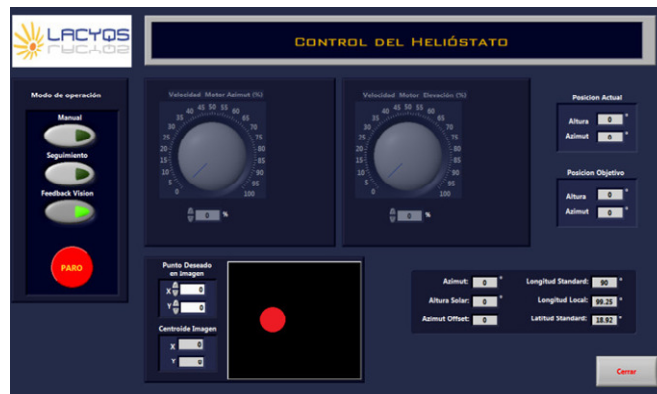 LACYQS
CONTROL DEL HELIÓSTATO
Modo de operación
Manual
Seguimiento
Feedback Vision
PARO
Velocidad Motor Azimut (%)
0 5 10 15 20 25 30 35 40 45 50 55 60 65 70 75 80 85 90 95 100
0 %
Velocidad Motor Elevación (%)
0 5 10 15 20 25 30 35 40 45 50 55 60 65 70 75 80 85 90 95 100
0 %
Posicion Actual
Altura 0 °
Azimut 0 °
Posicion Objetivo
Altura 0 °
Azimut 0 °
Punto Deseado
en Imagen
X 0
Y 0
Centroide Imagen
X 0
Y 0
Azimut: 0 °
Altura Solar: 0 °
Azimut Offset: 0
Longitud Standard: 90 °
Longitud Local: 99.25 °
Latitud Standard: 18.92 °
Cerrar